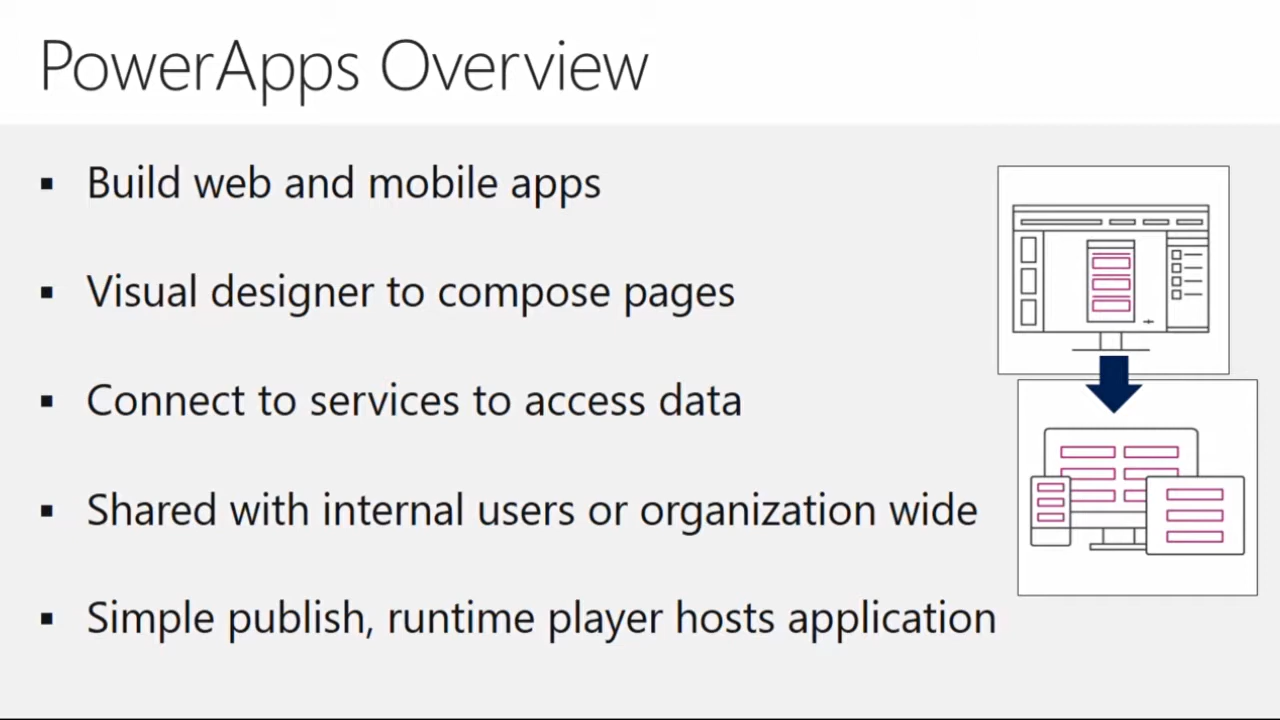 PowerApps Overview
▪ Build web and mobile apps
▪ Visual designer to compose pages
▪ Connect to services to access data
▪ Shared with internal users or organization wide
▪ Simple publish, runtime player hosts application